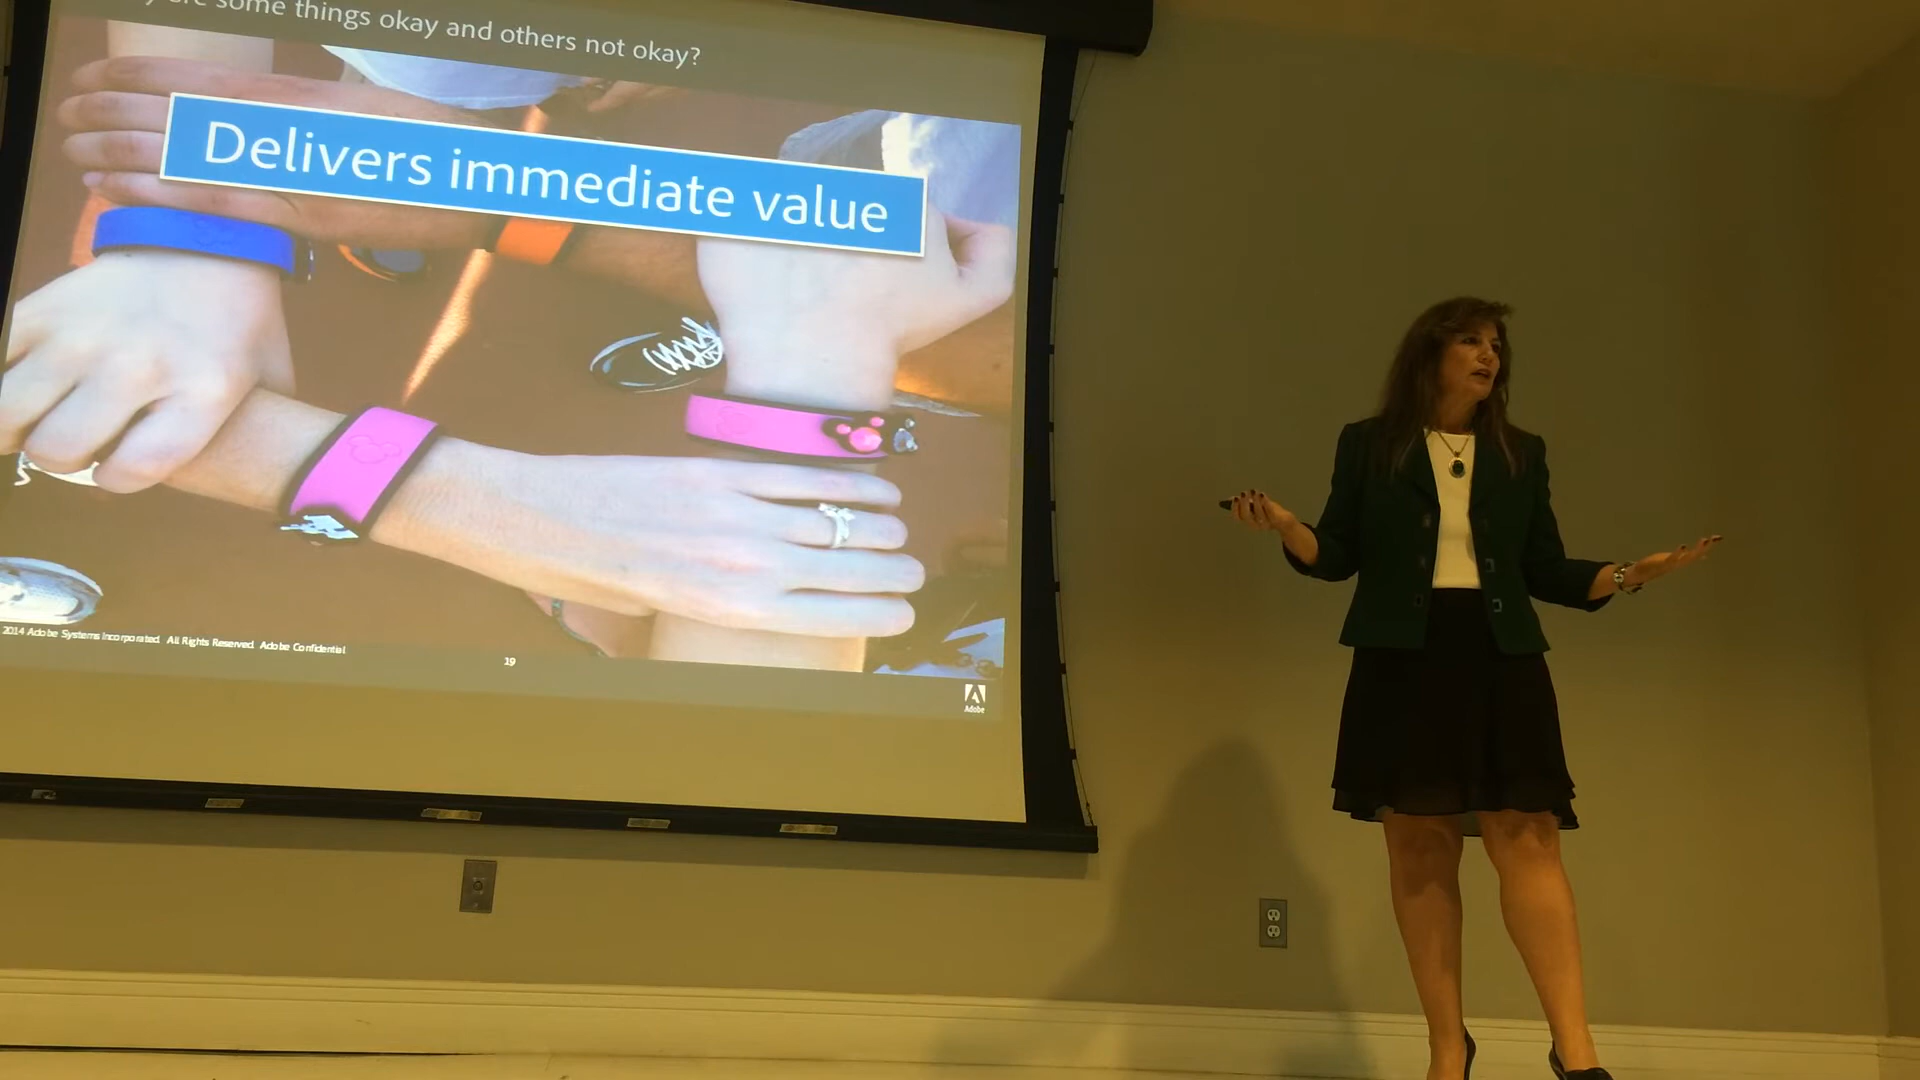 are some things okay and others not okay?
Delivers immediate value
2014 Adobe Systems Incorporated. All Rights Reserved. Adobe Confidential.
19
Adobe